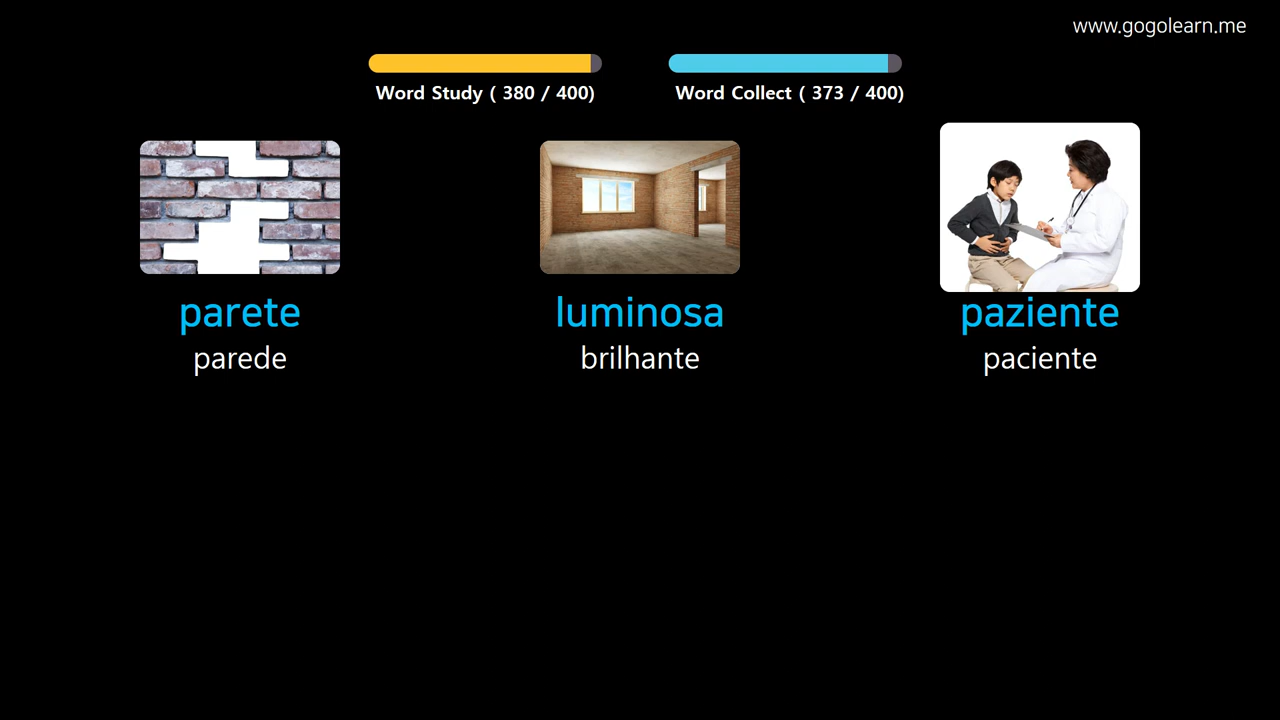 www.gogolearn.me
Word Study ( 380 / 400)
Word Collect ( 373 / 400)
parete
parede
luminosa
brilhante
paziente
paciente